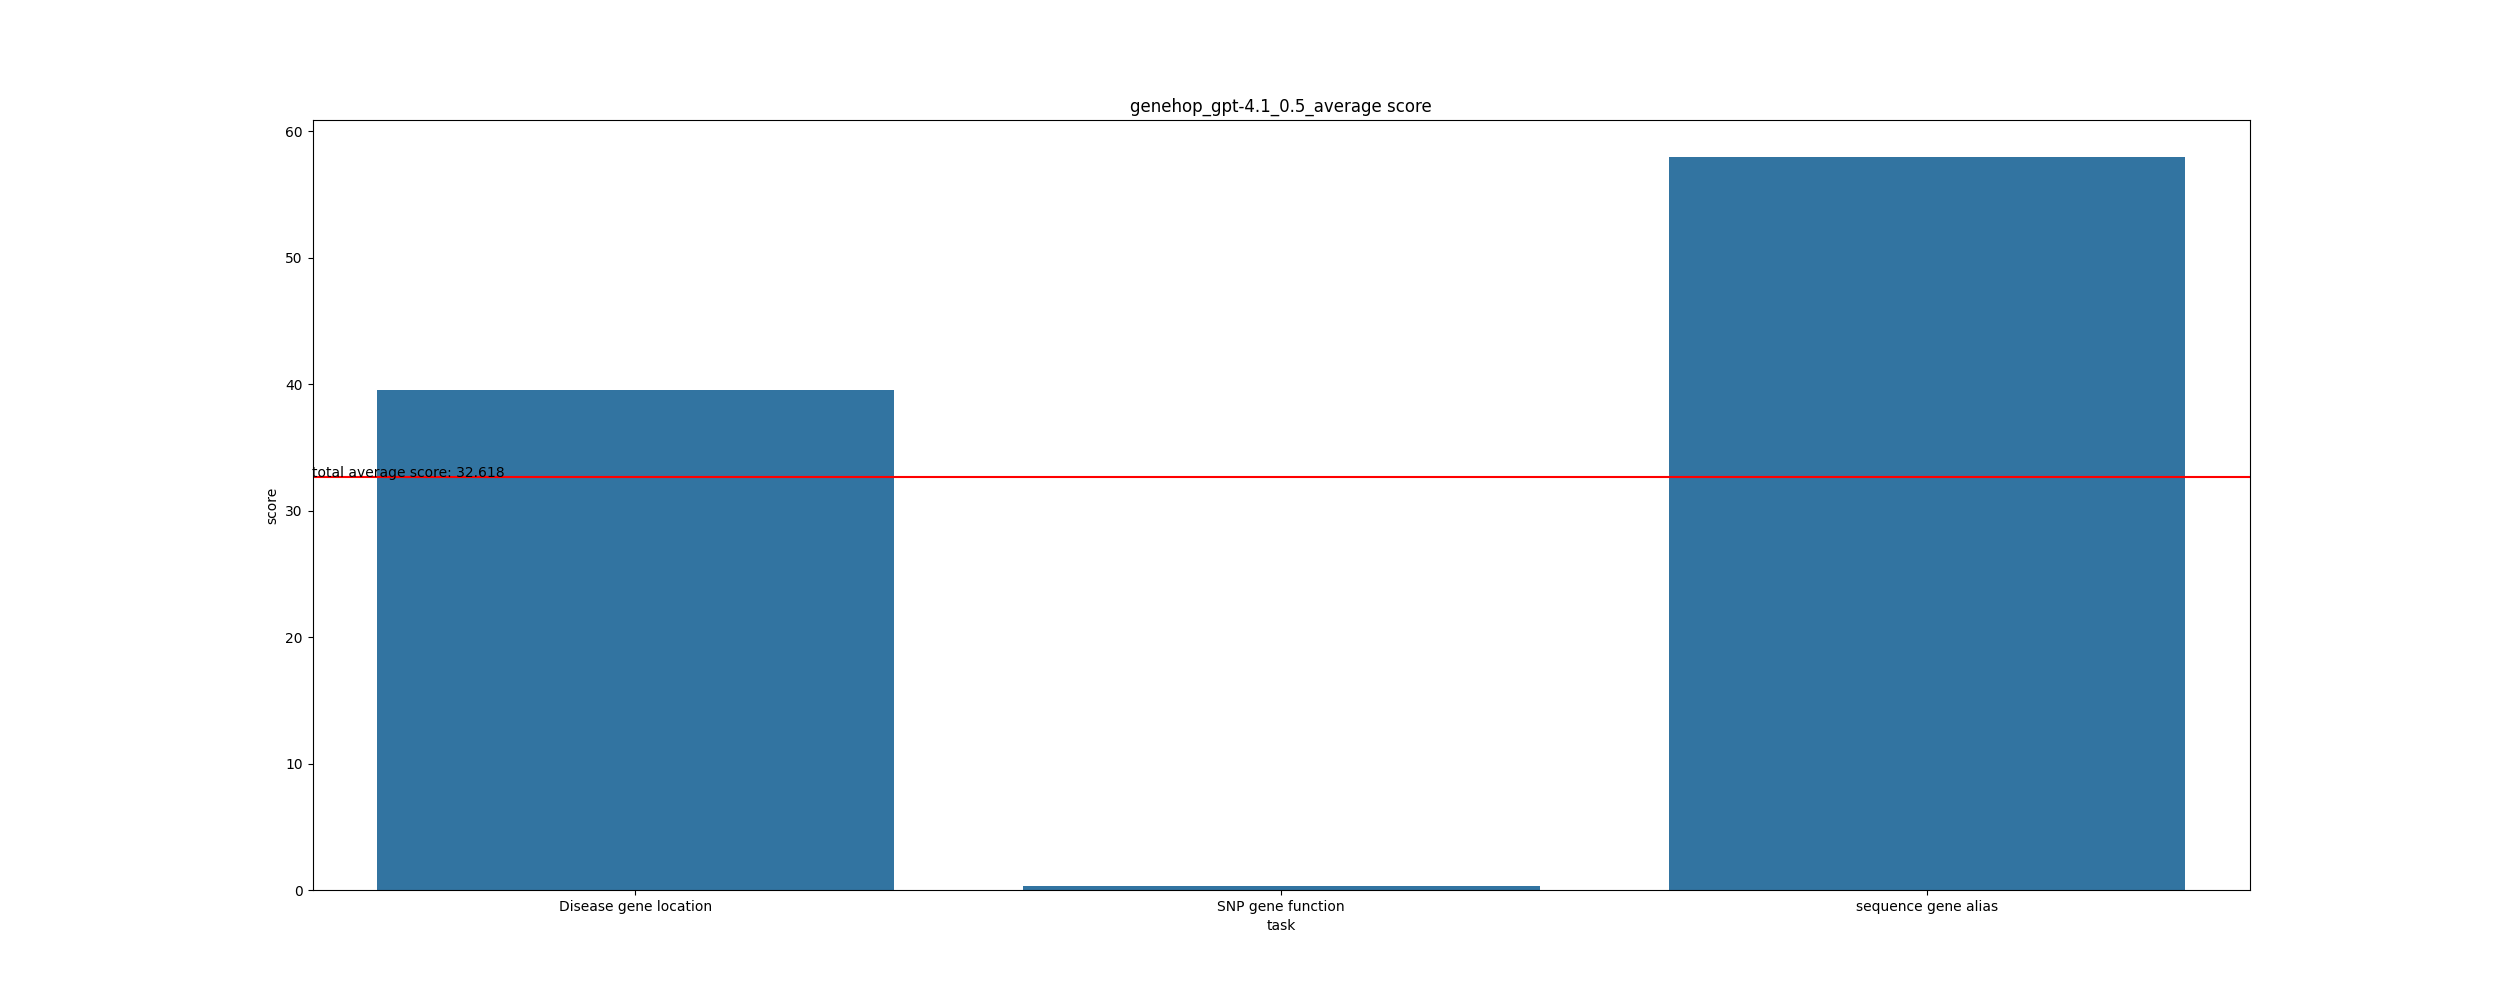 genehop_gpt-4.1_0.5_average score
60
50
40
30
20
10
0
total average score: 32.618
score
Disease gene location
SNP gene function
sequence gene alias
task